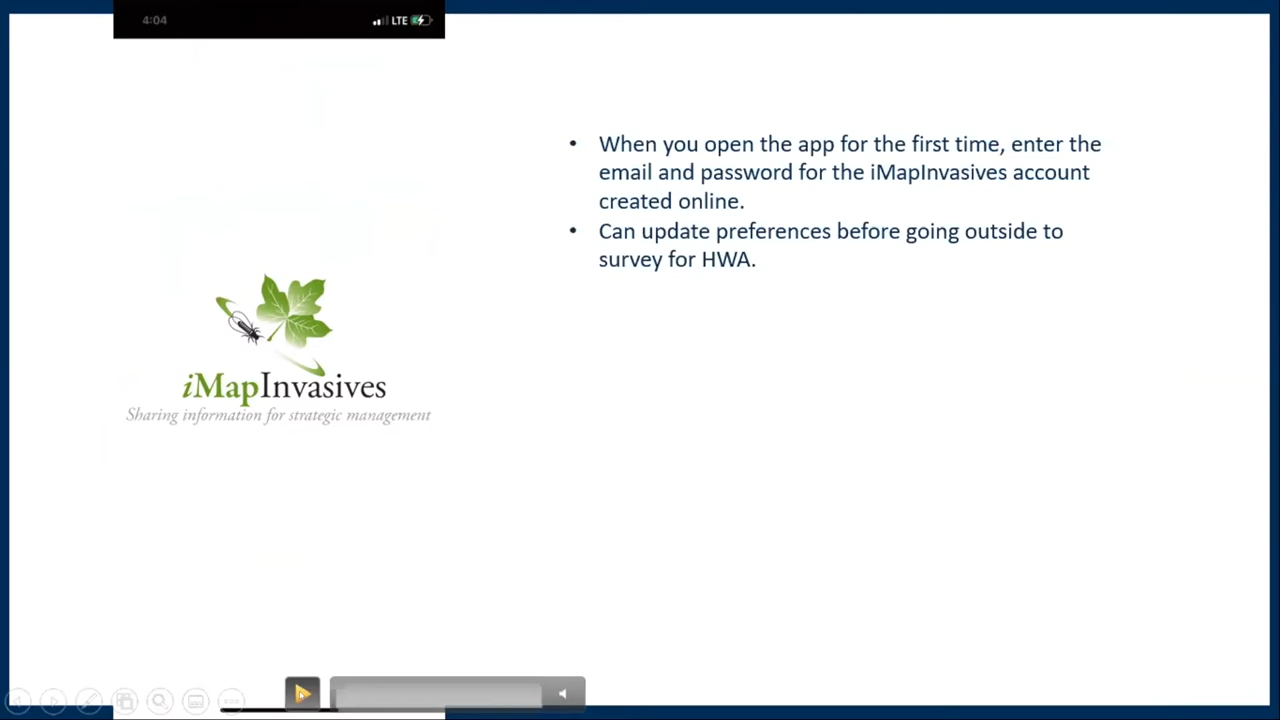 4:04
LTE
• When you open the app for the first time, enter the
email and password for the iMapInvasives account
created online.
• Can update preferences before going outside to
survey for HWA.
iMapInvasives
Sharing information for strategic management